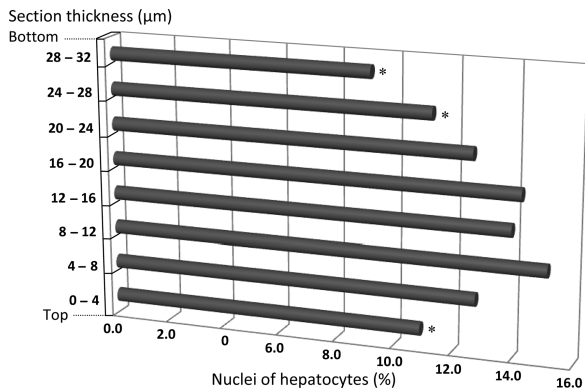 Section thickness (µm)
Bottom
28 – 32
*
24 – 28
*
20 – 24
16 – 20
12 – 16
8 – 12
4 – 8
0 – 4
*
Top
0.0 2.0 0 6.0 8.0 10.0 12.0 14.0 16.0
Nuclei of hepatocytes (%)